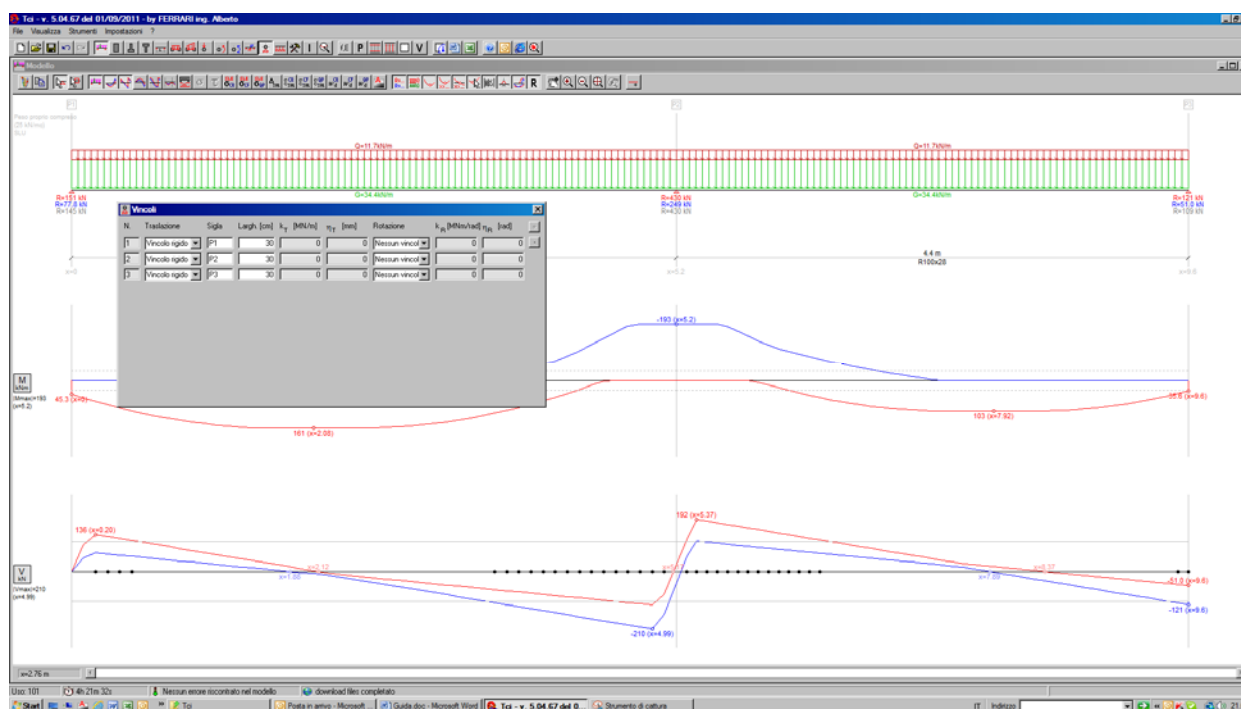 Tci - v. 5.04.67 del 01/09/2011 - by FERRARI ing. Alberto
File Visualizza Strumenti Impostazioni ?
Modello
P1 P2 P3
Peso proprio compreso
SLU
Q=11.7kN/m Q=11.7kN/m
Q=34.4kN/m Q=34.4kN/m
R=151 kN R=430 kN R=121 kN
R=77.8 kN R=249 kN R=51.0 kN
R=145 kN R=430 kN R=109 kN
Vincoli
N. Traslazione Sigla Largh. [cm] kT [MN/m] ηT [mm] Rotazione kR [MNm/rad] ηR [rad]
1 Vincolo rigido P1 30 0 0 Nessun vincol 0 0
2 Vincolo rigido P2 30 0 0 Nessun vincol 0 0
3 Vincolo rigido P3 30 0 0 Nessun vincol 0 0
4.4 m
R100x28
x=0 x=5.2 x=9.6
-193 (x=5.2)
M
kNm
|Mmax|=193
(x=5.2)
45.3 (x=0)
161 (x=2.08)
103 (x=7.92)
(x=9.6)
136 (x=0.20)
192 (x=5.37)
V
kN
|Vmax|=210
(x=4.99)
x=2.12
x=1.88
-210 (x=4.99)
x=8.37
x=7.89
-51.0 (x=9.6)
-121 (x=9.6)
x=2.76 m
Uso: 101 4h 21m 32s Nessun errore riscontrato nel modello download files completato
Start Tci Posta in arrivo - Microsoft ... Guida.doc - Microsoft Word Tci - v. 5.04.67 del 0... Strumento di cattura IT Indirizzo